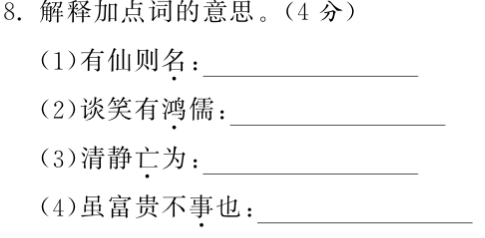 8. 解释加点词的意思。(4分)
(1)有仙则名:
(2)谈笑有鸿儒:
(3)清静亡为:
(4)虽富贵不事也: